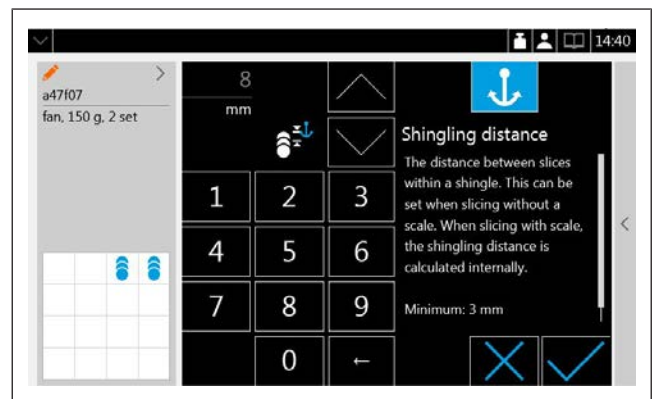 14:40
a47f07
fan, 150 g, 2 set
8
mm
1 2 3
4 5 6
7 8 9
0 ←
Shingling distance
The distance between slices
within a shingle. This can be
set when slicing without a
scale. When slicing with scale,
the shingling distance is
calculated internally.
Minimum: 3 mm